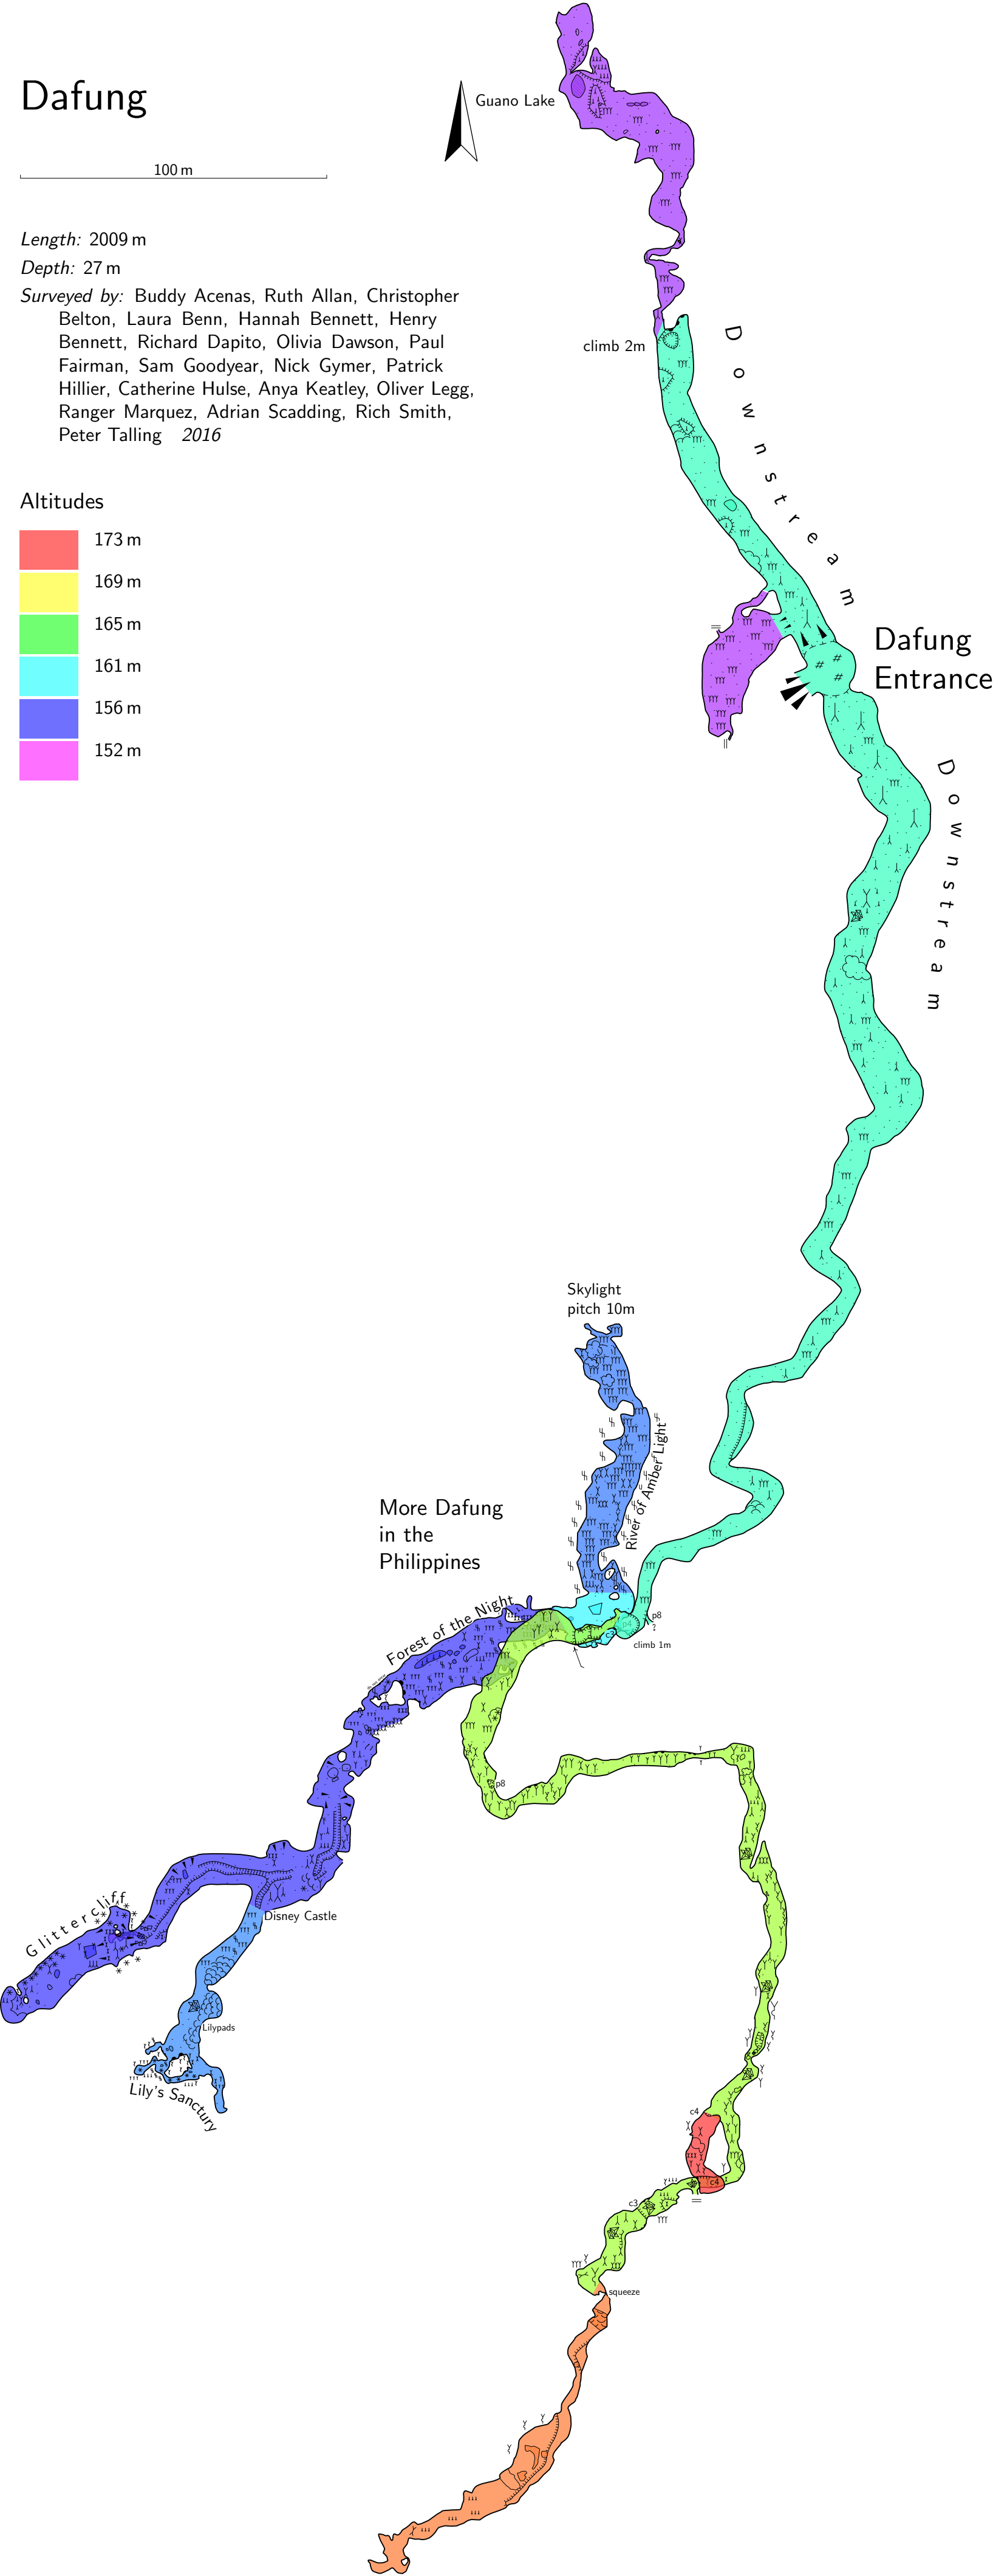 Dafung
100 m
Guano Lake
Length: 2009 m
Depth: 27 m
Surveyed by: Buddy Acenas, Ruth Allan, Christopher
Belton, Laura Benn, Hannah Bennett, Henry
Bennett, Richard Dapito, Olivia Dawson, Paul
Fairman, Sam Goodyear, Nick Gymer, Patrick
Hillier, Catherine Hulse, Anya Keatley, Oliver Legg,
Ranger Marquez, Adrian Scadding, Rich Smith,
Peter Talling 2016
climb 2m
Downstream
Altitudes
173 m
169 m
165 m
161 m
156 m
152 m
Dafung
Entrance
Downstream
Skylight
pitch 10m
River of Amber Light
More Dafung
in the
Philippines
Forest of the Night
p8
?
climb 1m
p8
Glittercliff
Disney Castle
Lilypads
Lily's Sanctury
c4
c4
c3
squeeze